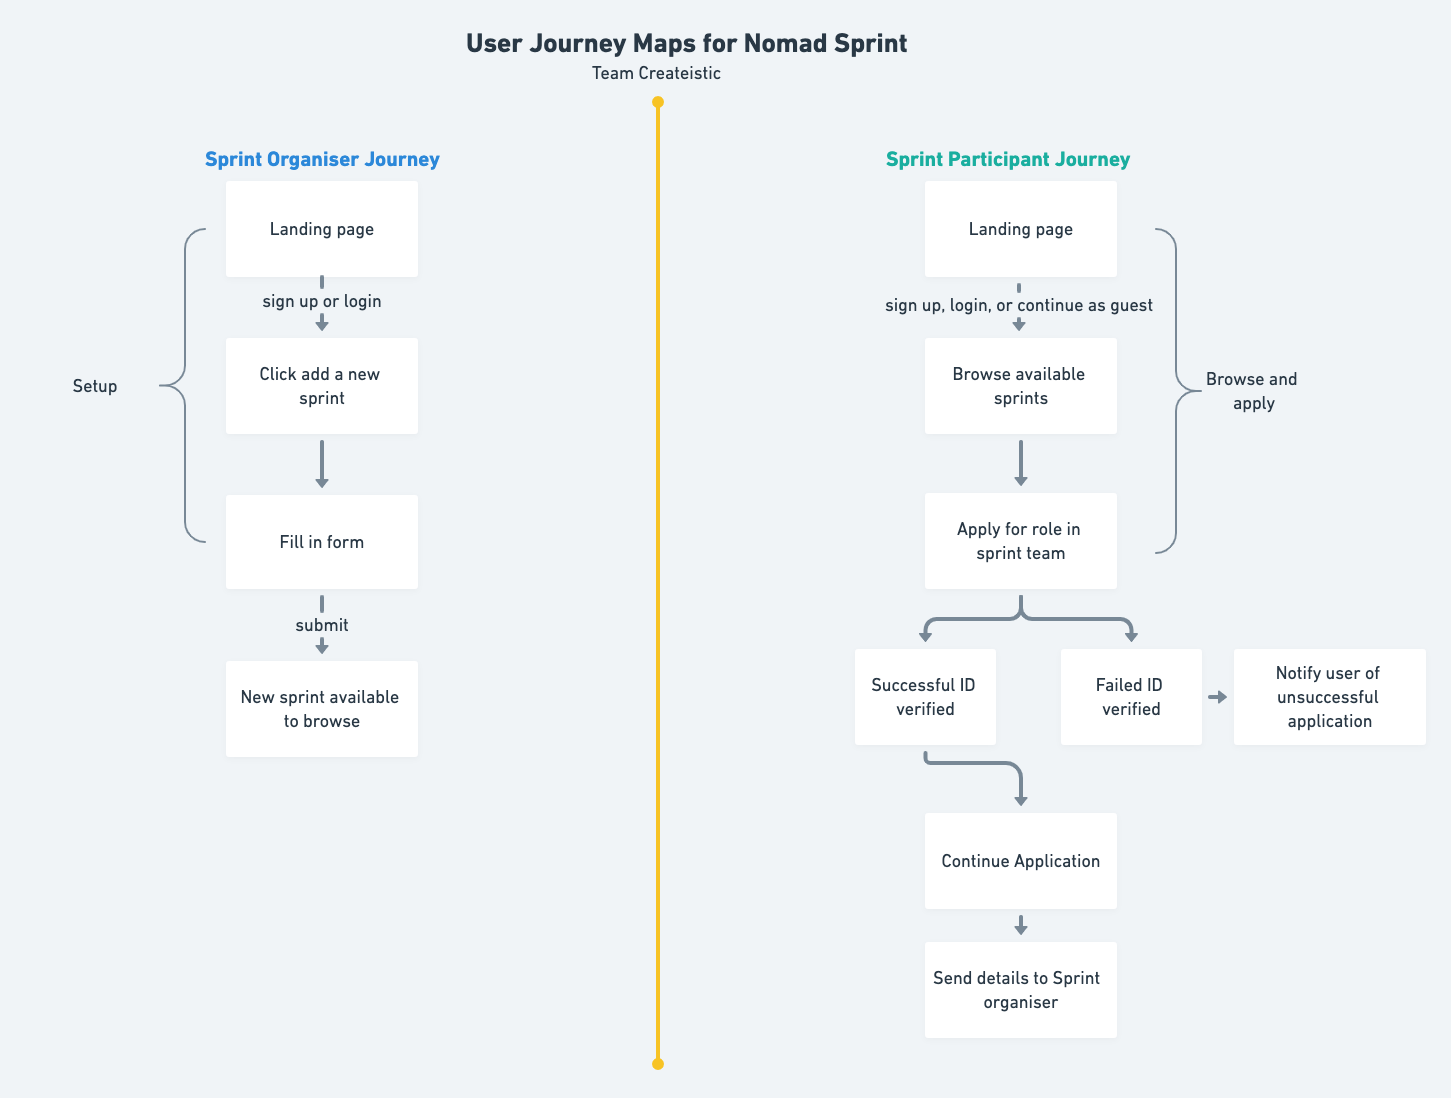 User Journey Maps for Nomad Sprint
Team Createistic
Sprint Organiser Journey
Landing page
sign up or login
Click add a new
sprint
Setup
Fill in form
submit
New sprint available
to browse
Sprint Participant Journey
Landing page
sign up, login, or continue as guest
Browse available
sprints
Browse and
apply
Apply for role in
sprint team
Successful ID
verified
Failed ID
verified
Notify user of
unsuccessful
application
Continue Application
Send details to Sprint
organiser